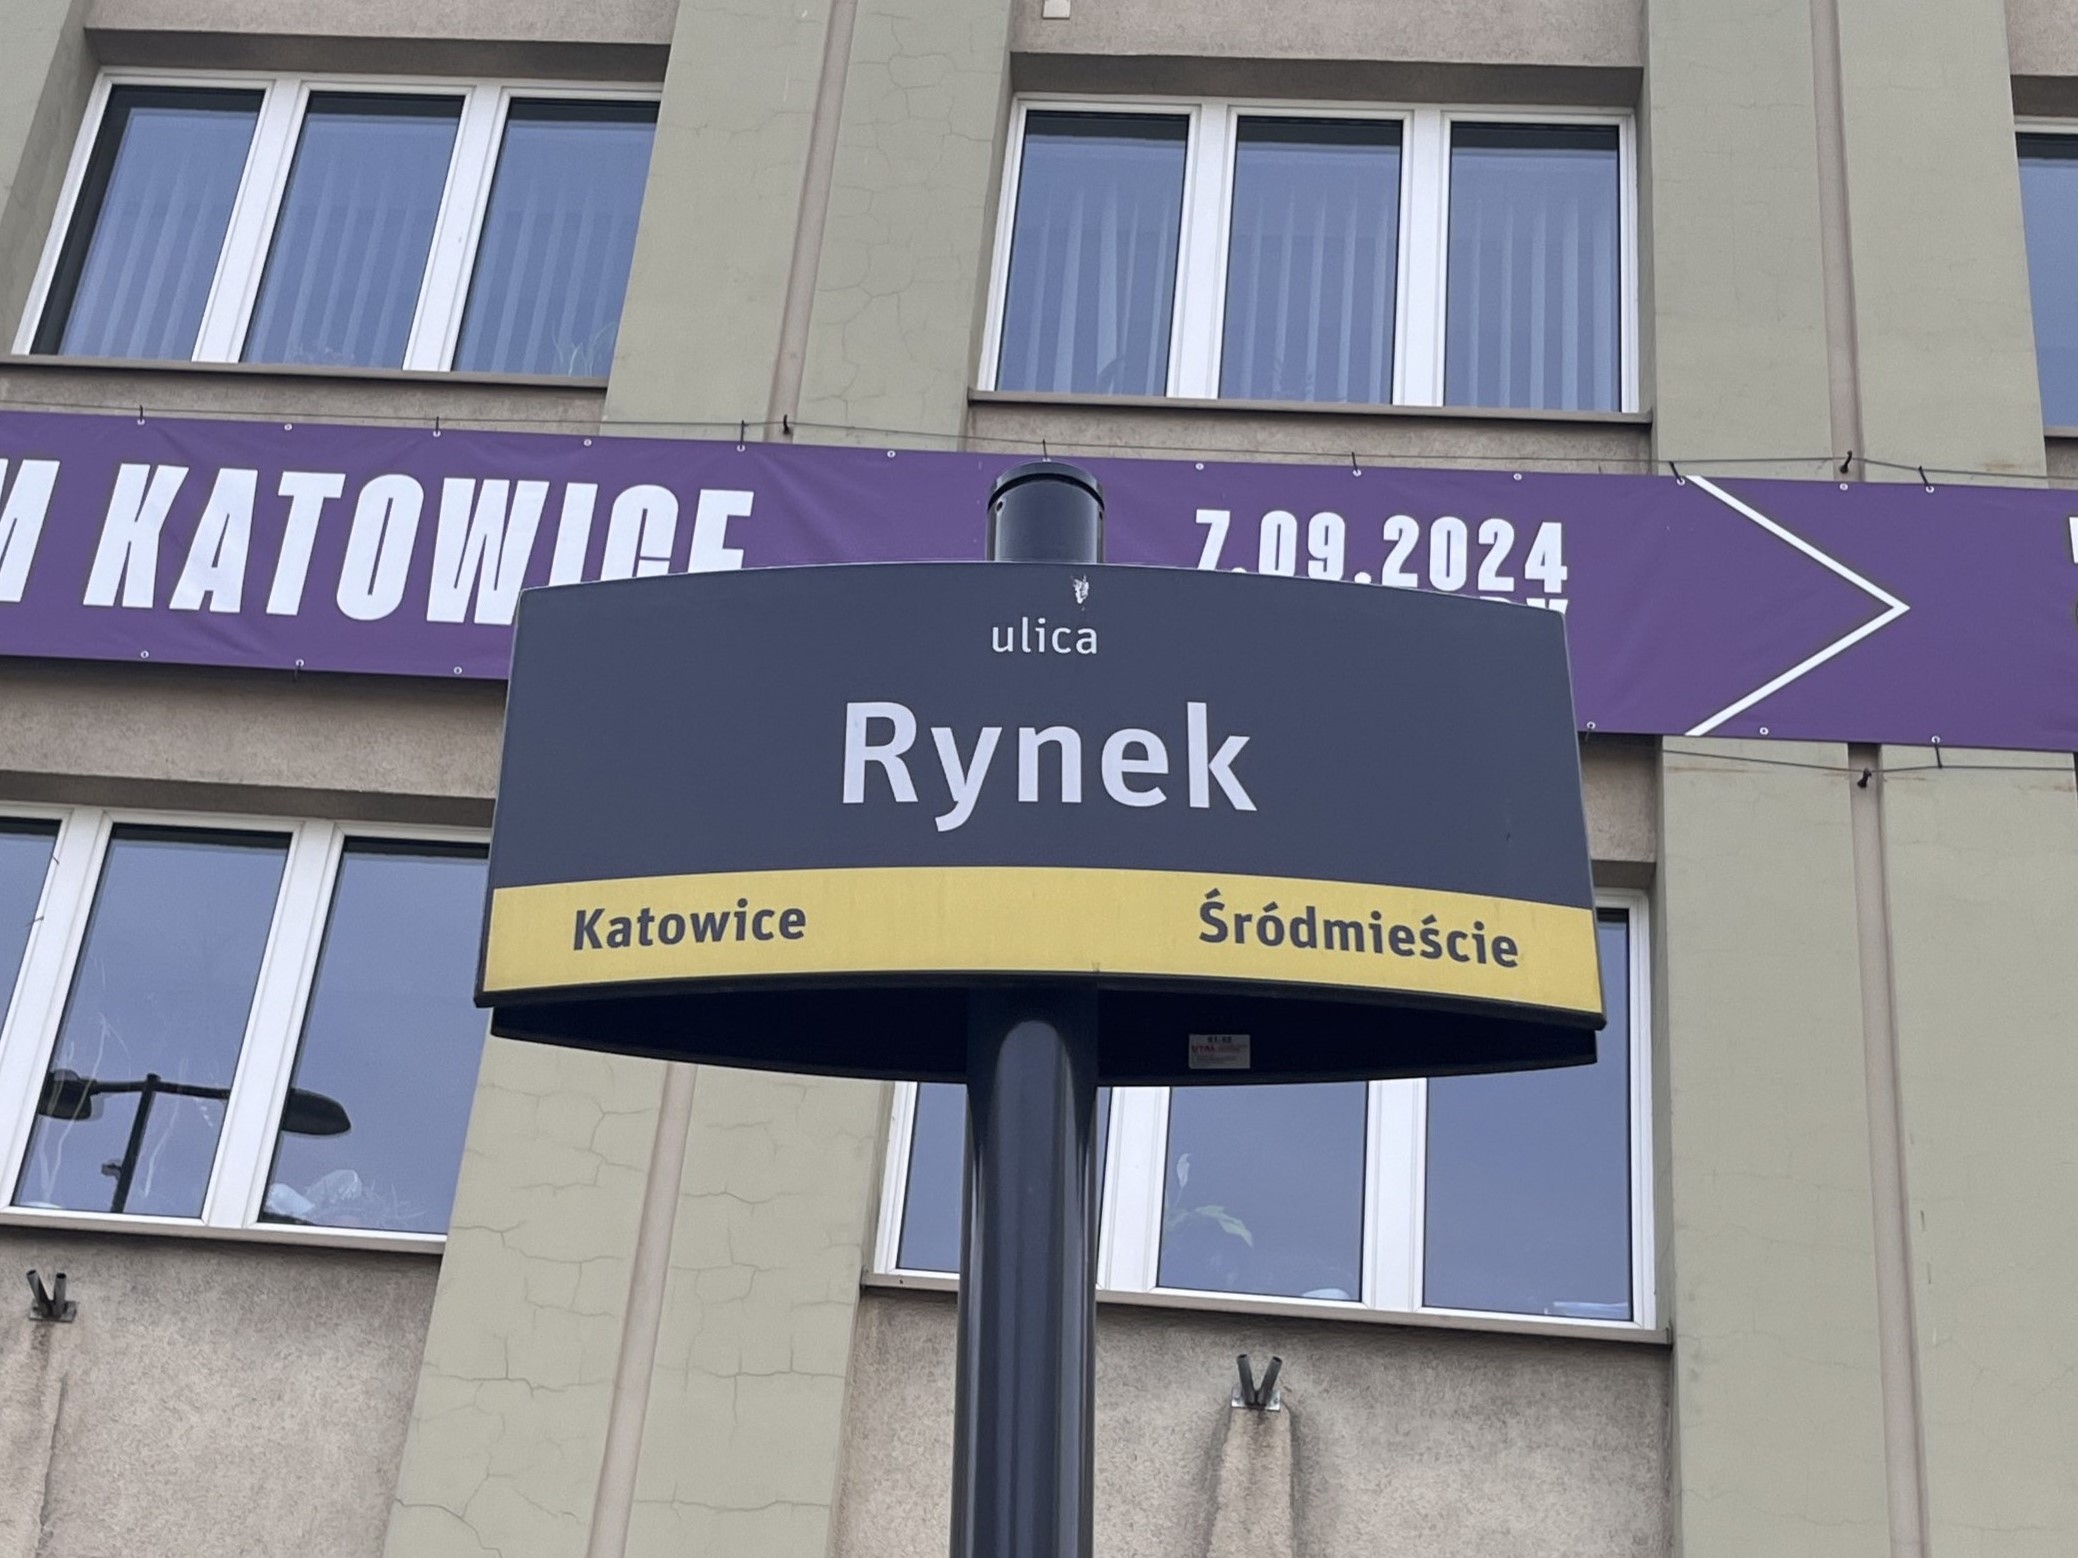 KATOWICE
7.09.2024
ulica
Rynek
Katowice Śródmieście